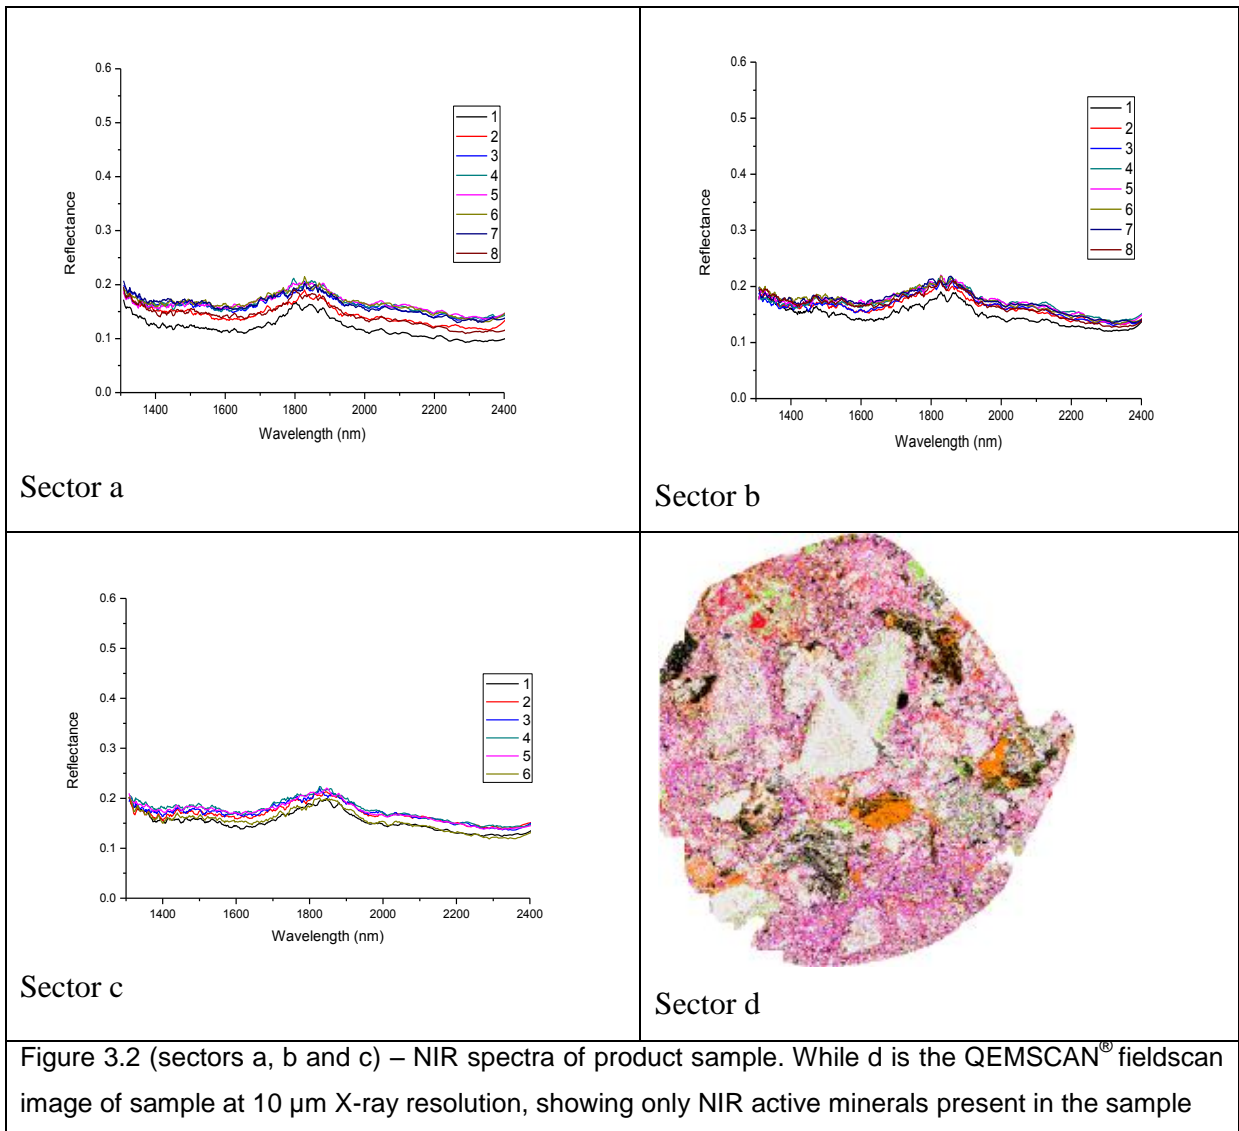 0.6
0.5
0.4
0.3
0.2
0.1
0.0
Reflectance
1400 1600 1800 2000 2200 2400
Wavelength (nm)
1
2
3
4
5
6
7
8
Sector a
0.6
0.5
0.4
0.3
0.2
0.1
0.0
Reflectance
1400 1600 1800 2000 2200 2400
Wavelength (nm)
1
2
3
4
5
6
7
8
Sector b
0.6
0.5
0.4
0.3
0.2
0.1
0.0
Reflectance
1400 1600 1800 2000 2200 2400
Wavelength (nm)
1
2
3
4
5
6
Sector c
Sector d
Figure 3.2 (sectors a, b and c) – NIR spectra of product sample. While d is the QEMSCAN® fieldscan
image of sample at 10 µm X-ray resolution, showing only NIR active minerals present in the sample